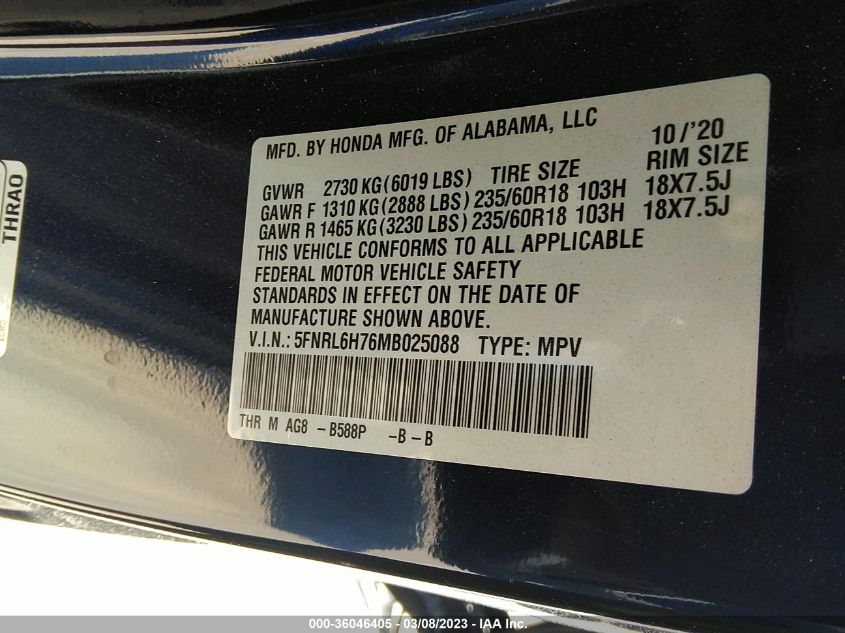 MFD. BY HONDA MFG. OF ALABAMA, LLC 10/'20
GVWR 2730 KG (6019 LBS) TIRE SIZE RIM SIZE
GAWR F 1310 KG (2888 LBS) 235/60R18 103H 18X7.5J
GAWR R 1465 KG (3230 LBS) 235/60R18 103H 18X7.5J
THIS VEHICLE CONFORMS TO ALL APPLICABLE
FEDERAL MOTOR VEHICLE SAFETY
STANDARDS IN EFFECT ON THE DATE OF
MANUFACTURE SHOWN ABOVE.
V.I.N.: 5FNRL6H76MB025088 TYPE: MPV
THR M AG8 - B588P - B - B
THRA0
000-36046405 - 03/08/2023 - IAA Inc.